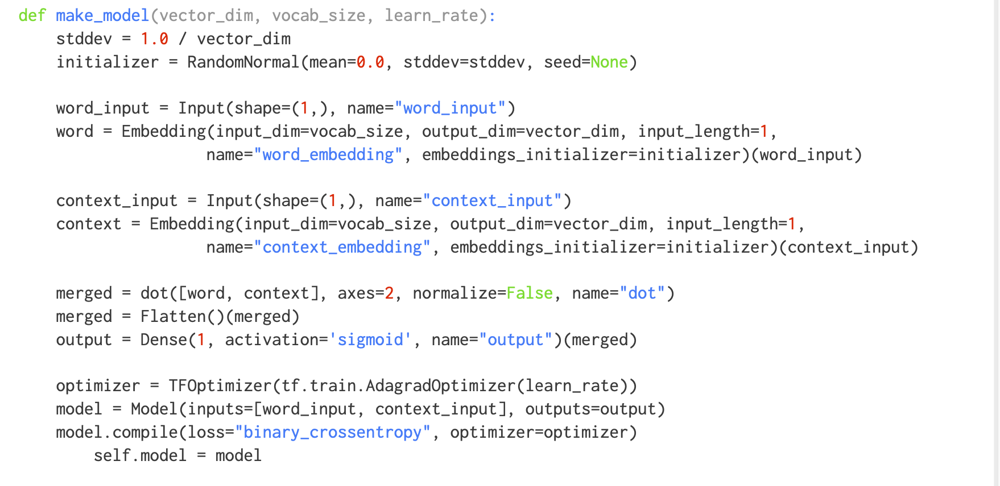 def make_model(vector_dim, vocab_size, learn_rate):
    stddev = 1.0 / vector_dim
    initializer = RandomNormal(mean=0.0, stddev=stddev, seed=None)

    word_input = Input(shape=(1,), name="word_input")
    word = Embedding(input_dim=vocab_size, output_dim=vector_dim, input_length=1,
                    name="word_embedding", embeddings_initializer=initializer)(word_input)

    context_input = Input(shape=(1,), name="context_input")
    context = Embedding(input_dim=vocab_size, output_dim=vector_dim, input_length=1,
                    name="context_embedding", embeddings_initializer=initializer)(context_input)

    merged = dot([word, context], axes=2, normalize=False, name="dot")
    merged = Flatten()(merged)
    output = Dense(1, activation='sigmoid', name="output")(merged)

    optimizer = TFOptimizer(tf.train.AdagradOptimizer(learn_rate))
    model = Model(inputs=[word_input, context_input], outputs=output)
    model.compile(loss="binary_crossentropy", optimizer=optimizer)
        self.model = model